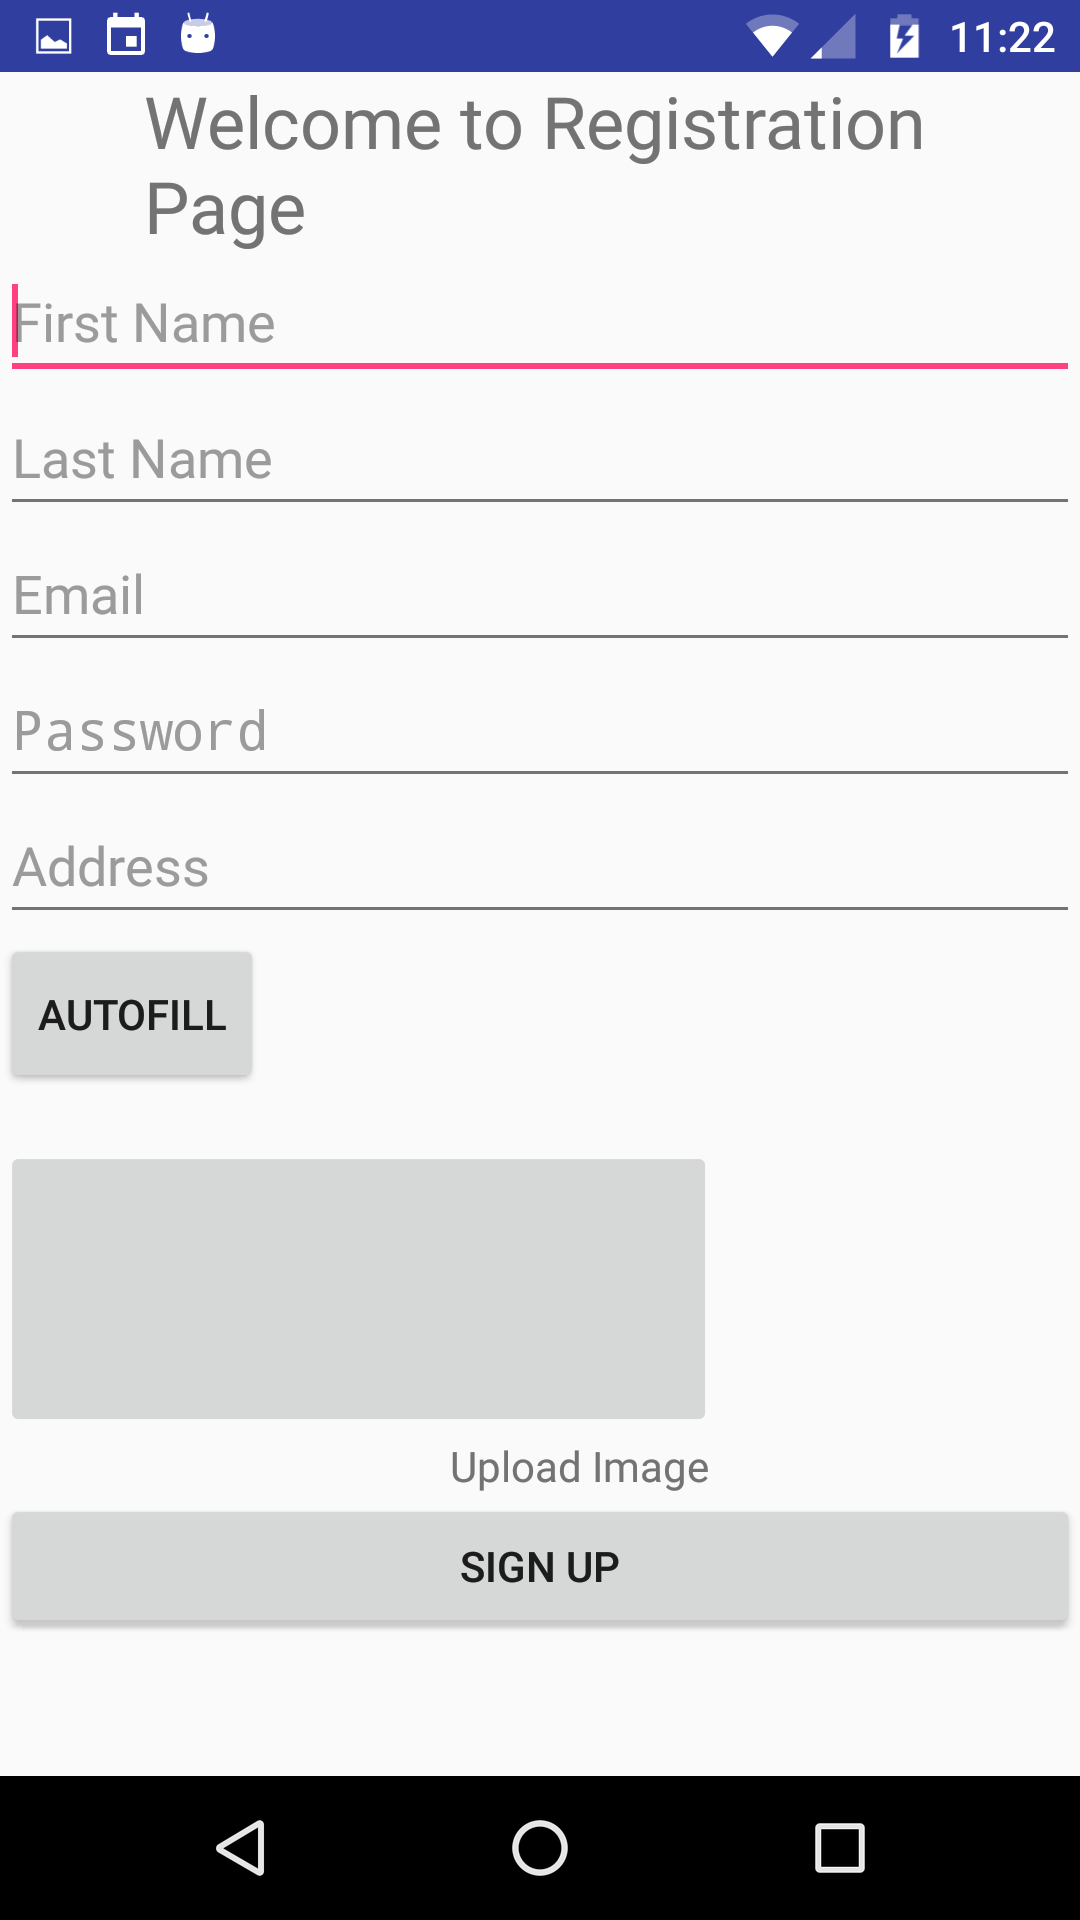 11:22
Welcome to Registration
Page
First Name
Last Name
Email
Password
Address
AUTOFILL
Upload Image
SIGN UP